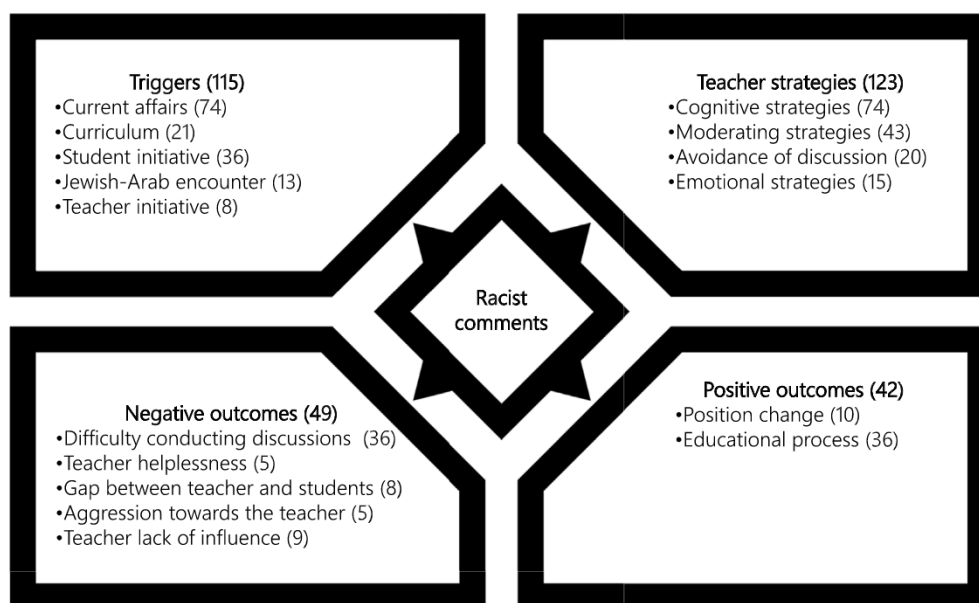 Triggers (115)
•Current affairs (74)
•Curriculum (21)
•Student initiative (36)
•Jewish-Arab encounter (13)
•Teacher initiative (8)
Teacher strategies (123)
•Cognitive strategies (74)
•Moderating strategies (43)
•Avoidance of discussion (20)
•Emotional strategies (15)
Racist
comments
Negative outcomes (49)
•Difficulty conducting discussions (36)
•Teacher helplessness (5)
•Gap between teacher and students (8)
•Aggression towards the teacher (5)
•Teacher lack of influence (9)
Positive outcomes (42)
•Position change (10)
•Educational process (36)